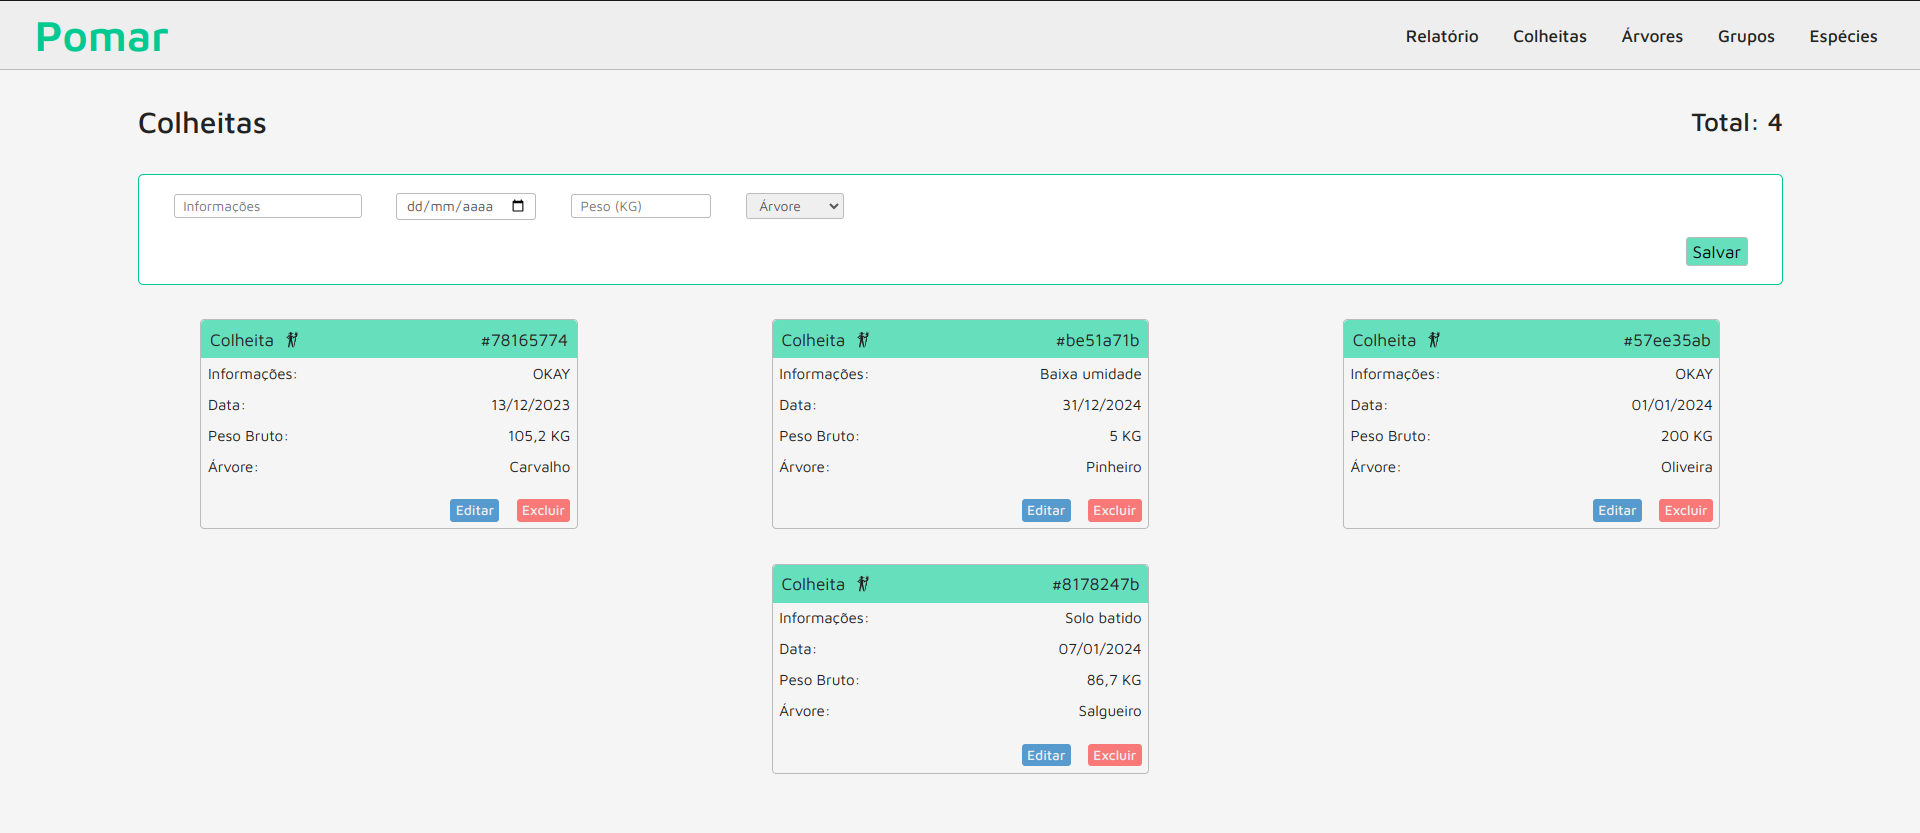 Pomar
Relatório Colheitas Árvores Grupos Espécies
Colheitas
Total: 4
Informações dd/mm/aaaa Peso (KG) Árvore
Salvar
Colheita #78165774
Informações: OKAY
Data: 13/12/2023
Peso Bruto: 105,2 KG
Árvore: Carvalho
Editar Excluir
Colheita #be51a71b
Informações: Baixa umidade
Data: 31/12/2024
Peso Bruto: 5 KG
Árvore: Pinheiro
Editar Excluir
Colheita #57ee35ab
Informações: OKAY
Data: 01/01/2024
Peso Bruto: 200 KG
Árvore: Oliveira
Editar Excluir
Colheita #8178247b
Informações: Solo batido
Data: 07/01/2024
Peso Bruto: 86,7 KG
Árvore: Salgueiro
Editar Excluir